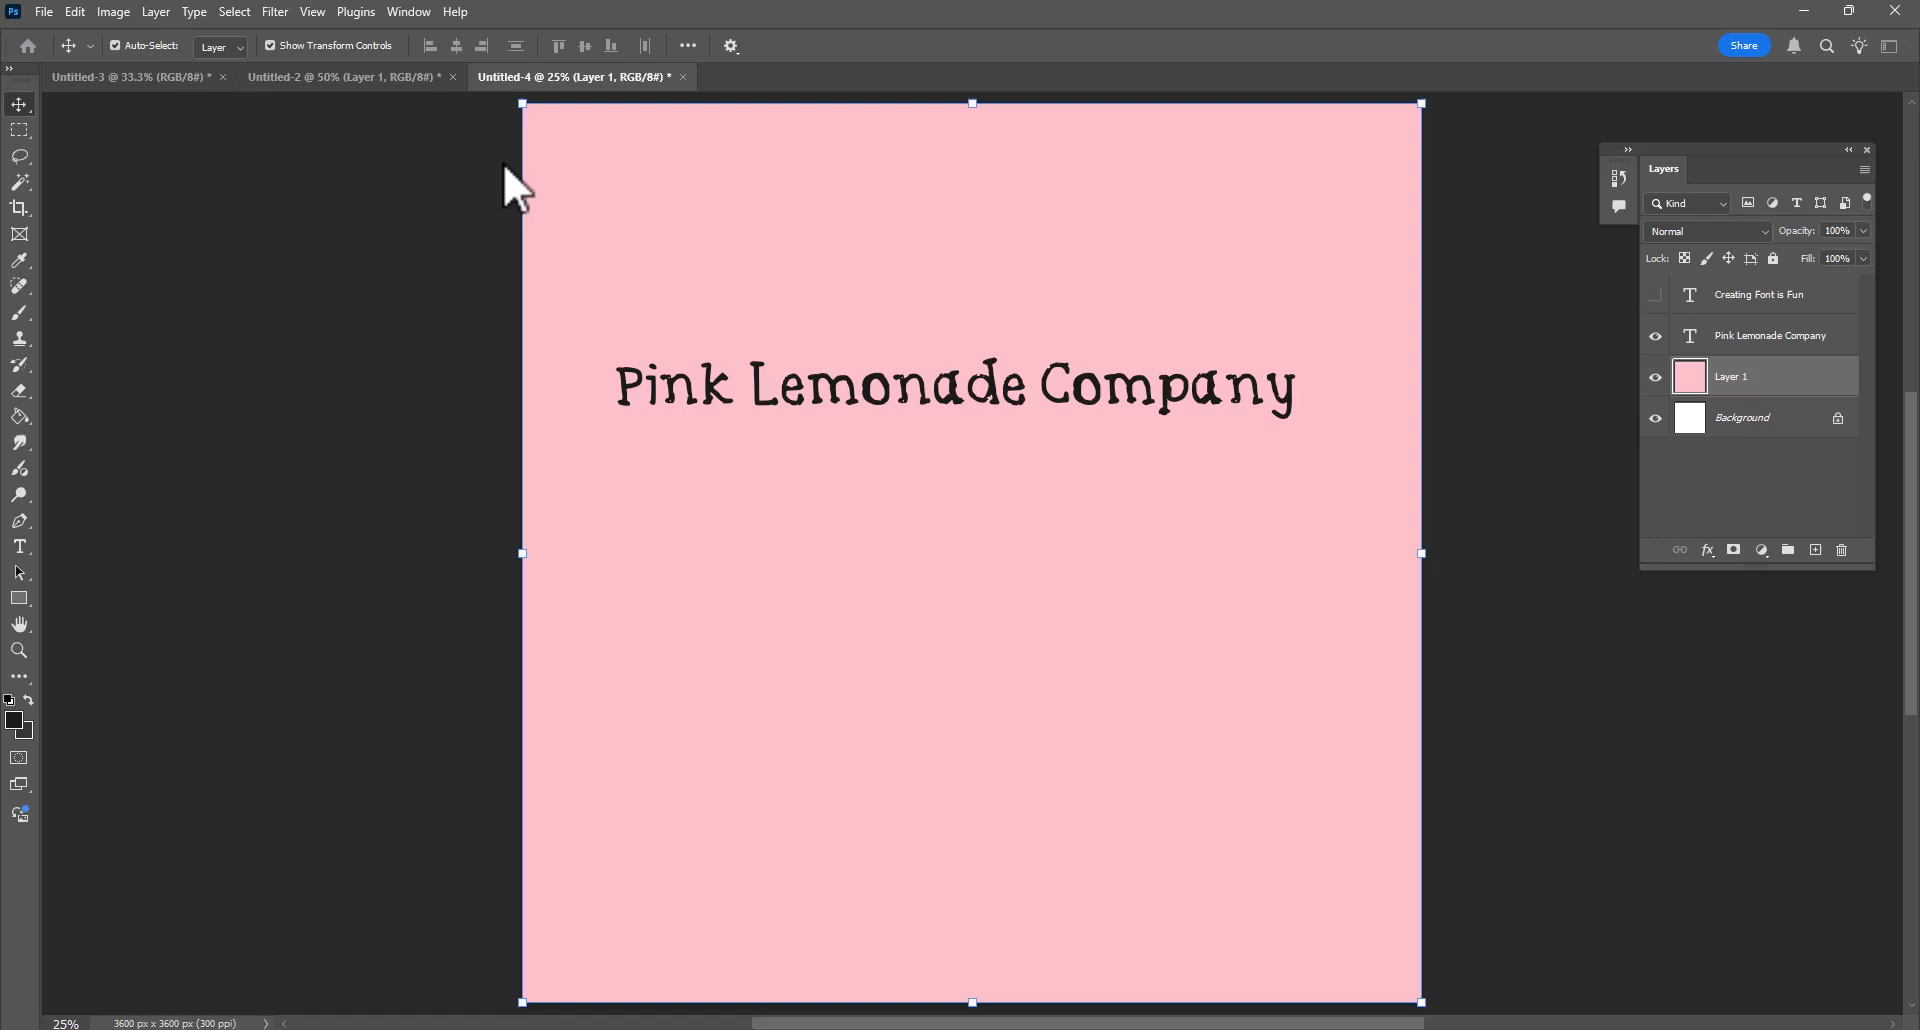 Ps File Edit Image Layer Type Select Filter View Plugins Window Help
Auto-Select: Layer Show Transform Controls Share
Untitled-3 @ 33.3% (RGB/8#) * Untitled-2 @ 50% (Layer 1, RGB/8#) * Untitled-4 @ 25% (Layer 1, RGB/8#) *
Layers
Kind
Normal Opacity: 100%
Lock: Fill: 100%
Creating Font is Fun
Pink Lemonade Company
Layer 1
Background
fx
Pink Lemonade Company
25% 3600 px x 3600 px (300 ppi)